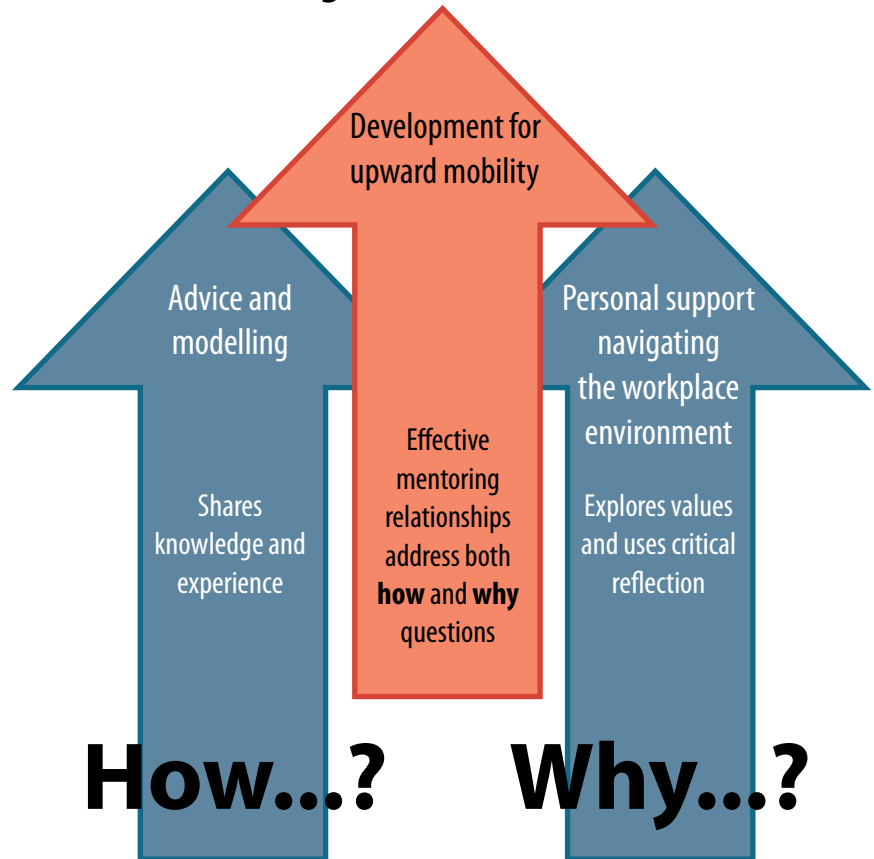 Development for
upward mobility
Advice and
modelling
Personal support
navigating
the workplace
environment
Effective
mentoring
relationships
address both
how and why
questions
Shares
knowledge and
experience
Explores values
and uses critical
reflection
How...?
Why...?